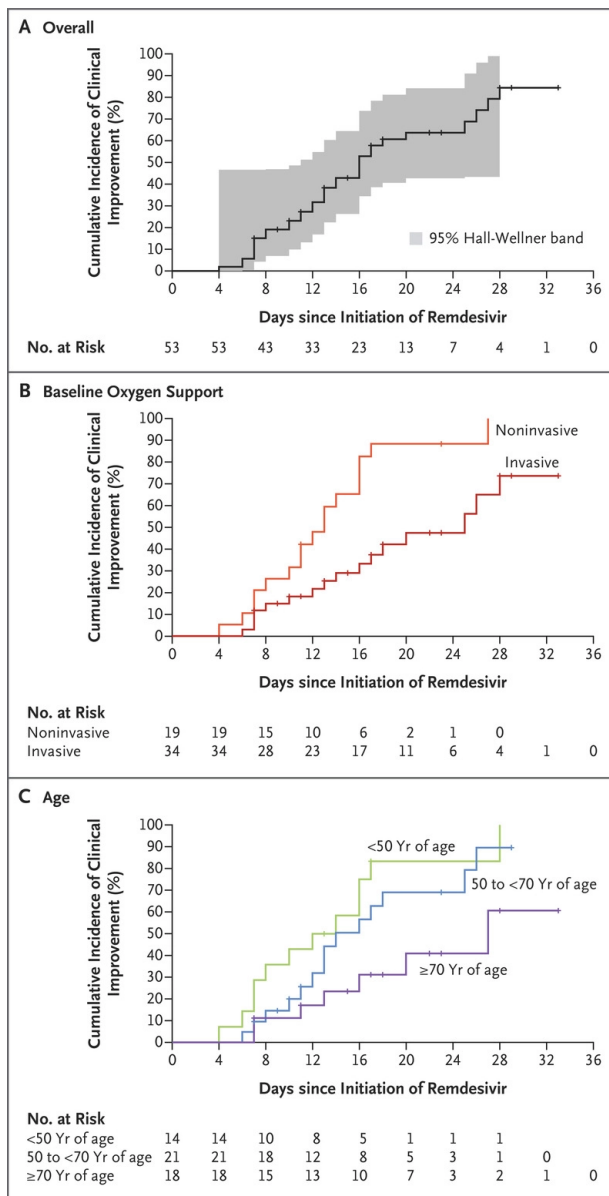 A Overall
Cumulative Incidence of Clinical
Improvement (%)
100
90
80
70
60
50
40
30
20
10
0
95% Hall-Wellner band
0 4 8 12 16 20 24 28 32 36
Days since Initiation of Remdesivir
No. at Risk 53 53 43 33 23 13 7 4 1 0
B Baseline Oxygen Support
Cumulative Incidence of Clinical
Improvement (%)
100
90
80
70
60
50
40
30
20
10
0
Noninvasive
Invasive
0 4 8 12 16 20 24 28 32 36
Days since Initiation of Remdesivir
No. at Risk
Noninvasive 19 19 15 10 6 2 1 0
Invasive 34 34 28 23 17 11 6 4 1 0
C Age
Cumulative Incidence of Clinical
Improvement (%)
100
90
80
70
60
50
40
30
20
10
0
<50 Yr of age
50 to <70 Yr of age
≥70 Yr of age
0 4 8 12 16 20 24 28 32 36
Days since Initiation of Remdesivir
No. at Risk
<50 Yr of age 14 14 10 8 5 1 1 1
50 to <70 Yr of age 21 21 18 12 8 5 3 1 0
≥70 Yr of age 18 18 15 13 10 7 3 2 1 0